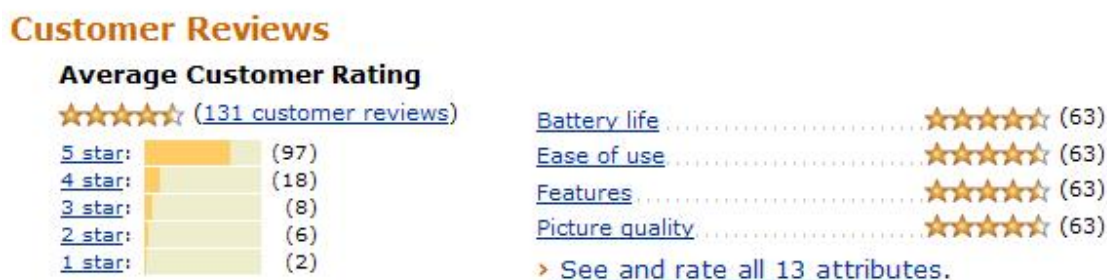 Customer Reviews
Average Customer Rating
(131 customer reviews)
5 star: (97)
4 star: (18)
3 star: (8)
2 star: (6)
1 star: (2)
Battery life (63)
Ease of use (63)
Features (63)
Picture quality (63)
› See and rate all 13 attributes.